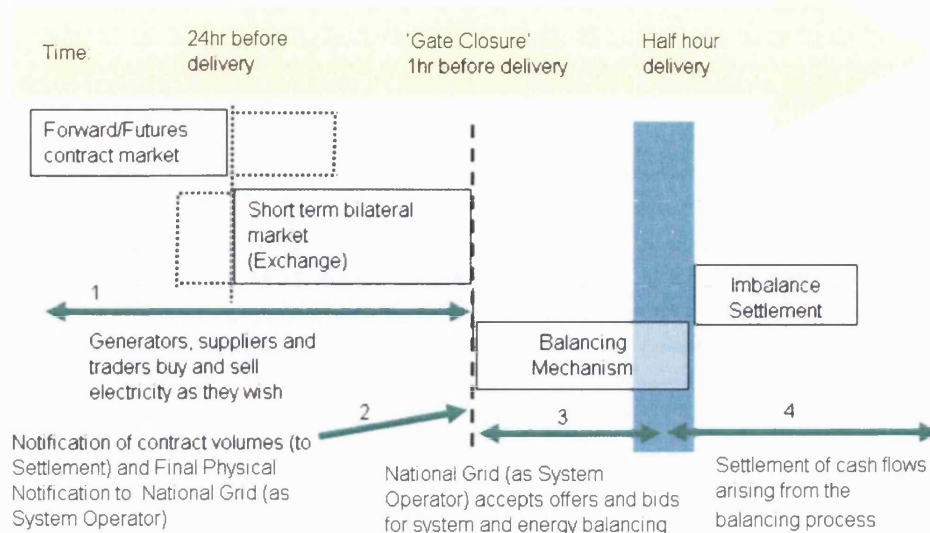 Time:
24hr before
delivery
'Gate Closure'
1hr before delivery
Half hour
delivery
Forward/Futures
contract market
Short term bilateral
market
(Exchange)
Imbalance
Settlement
1
Generators, suppliers and
traders buy and sell
electricity as they wish
Balancing
Mechanism
2
3
4
Notification of contract volumes (to
Settlement) and Final Physical
Notification to National Grid (as
System Operator)
National Grid (as System
Operator) accepts offers and bids
for system and energy balancing
Settlement of cash flows
arising from the
balancing process